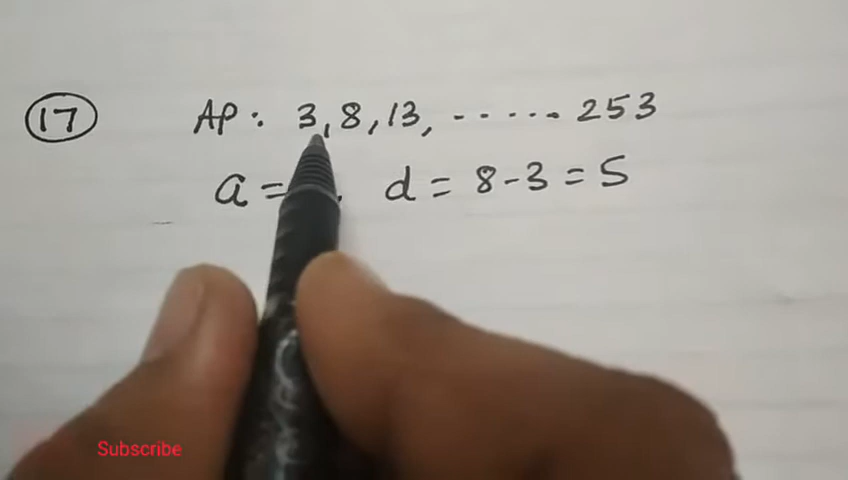 17 AP: 3, 8, 13, ...... 253
a = d = 8 - 3 = 5
Subscribe